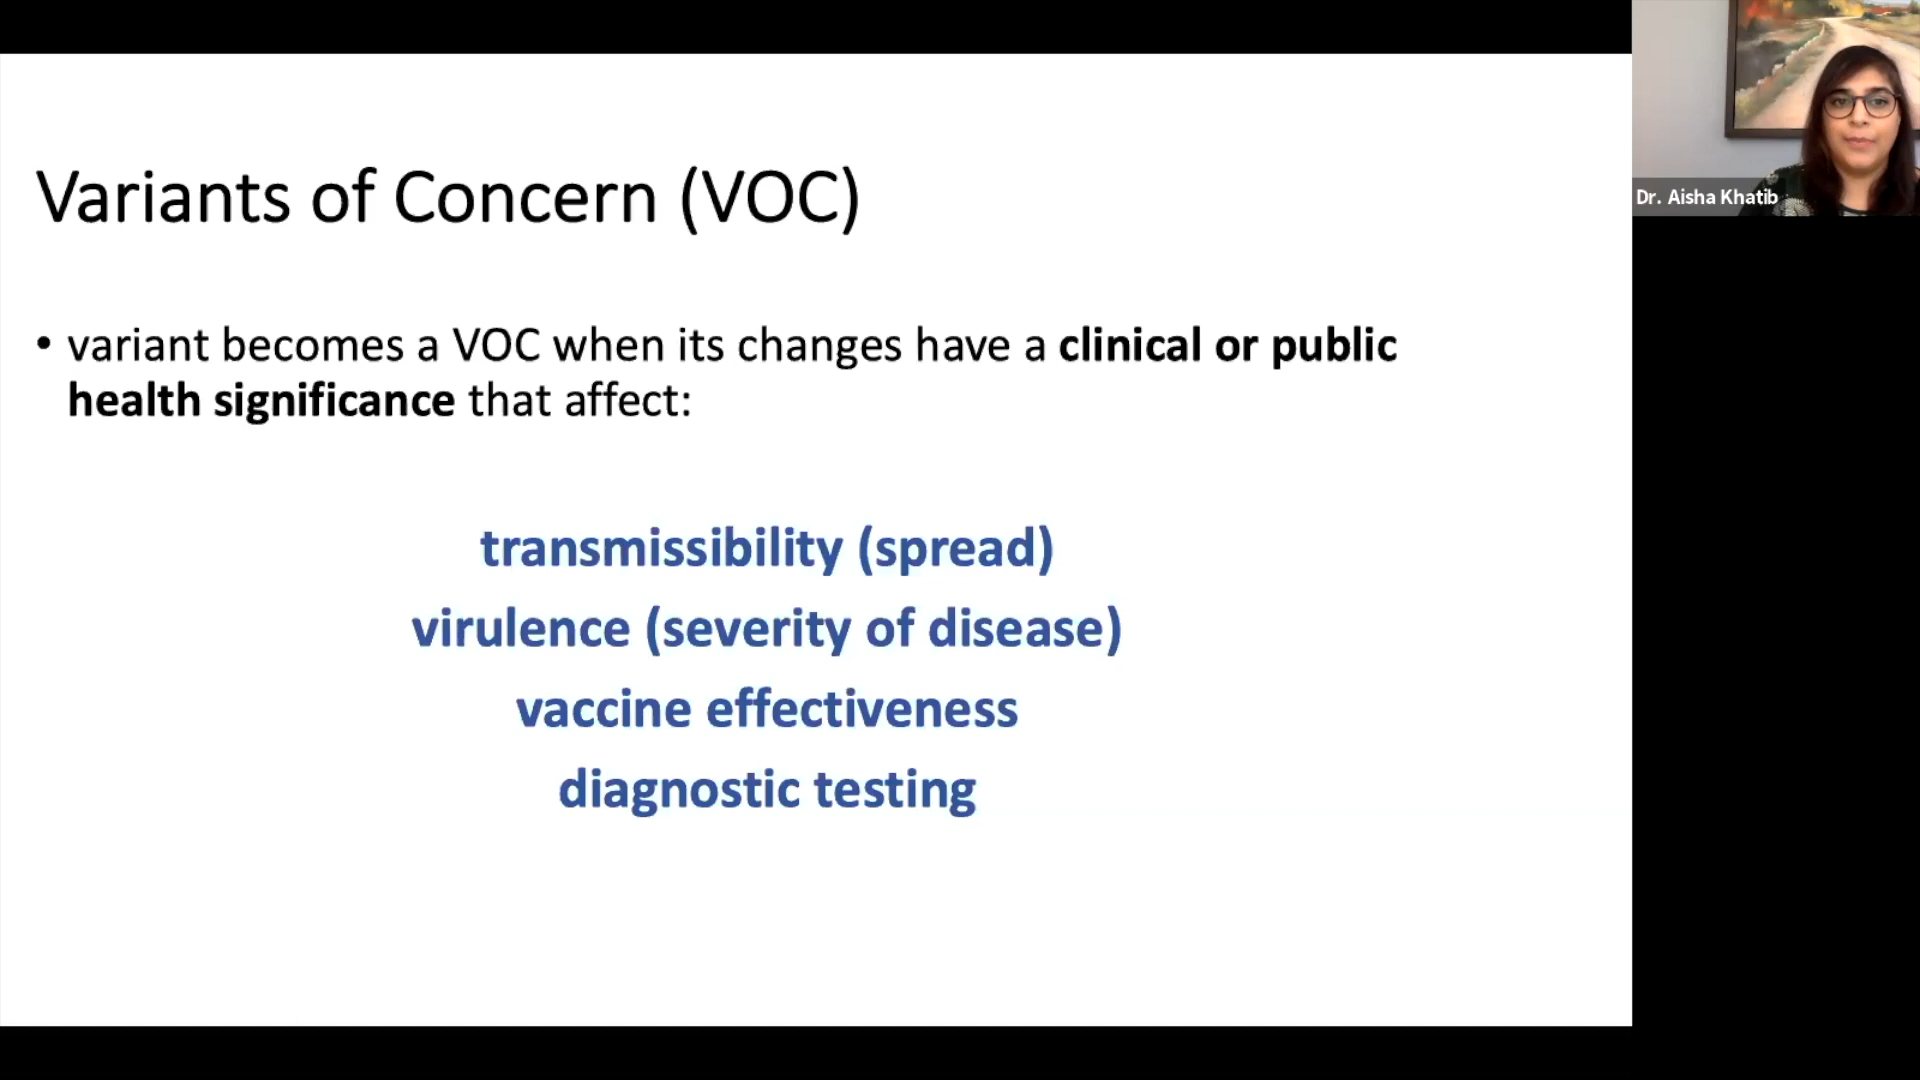 Variants of Concern (VOC)
• variant becomes a VOC when its changes have a clinical or public
health significance that affect:
transmissibility (spread)
virulence (severity of disease)
vaccine effectiveness
diagnostic testing
Dr. Aisha Khatib